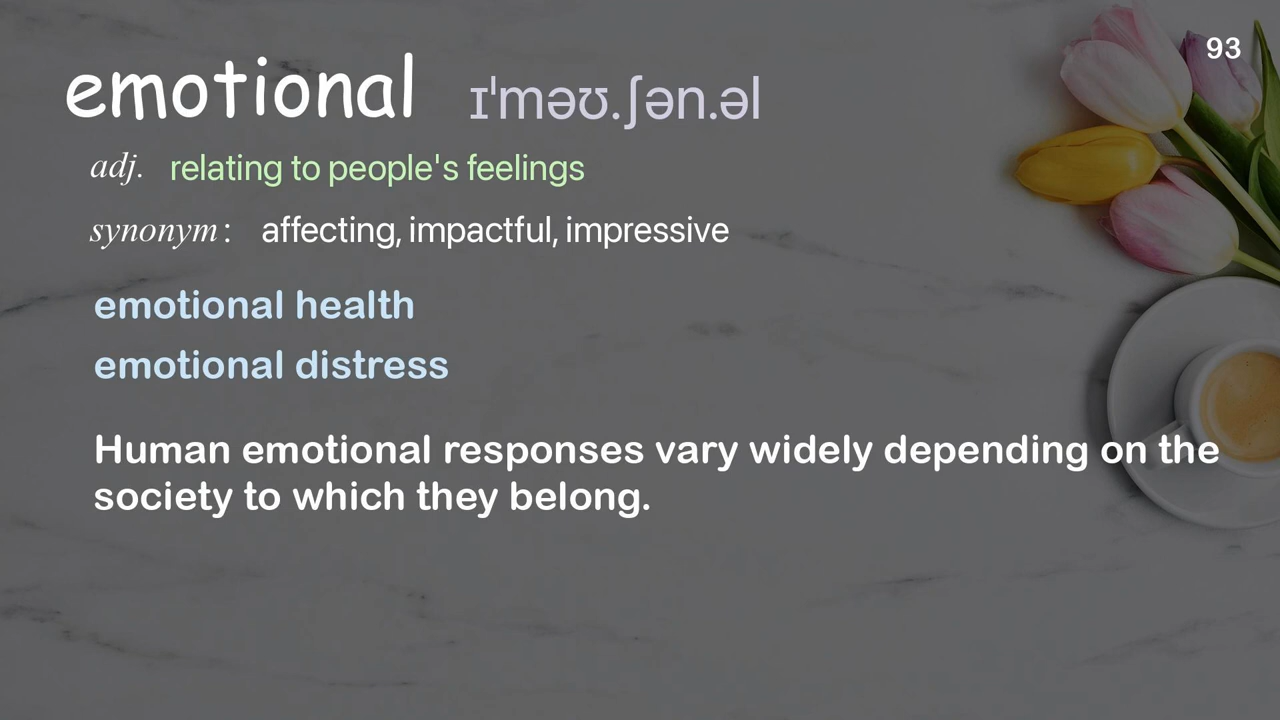 93
emotional ɪˈməʊ.ʃən.əl
adj. relating to people's feelings
synonym: affecting, impactful, impressive
emotional health
emotional distress
Human emotional responses vary widely depending on the
society to which they belong.